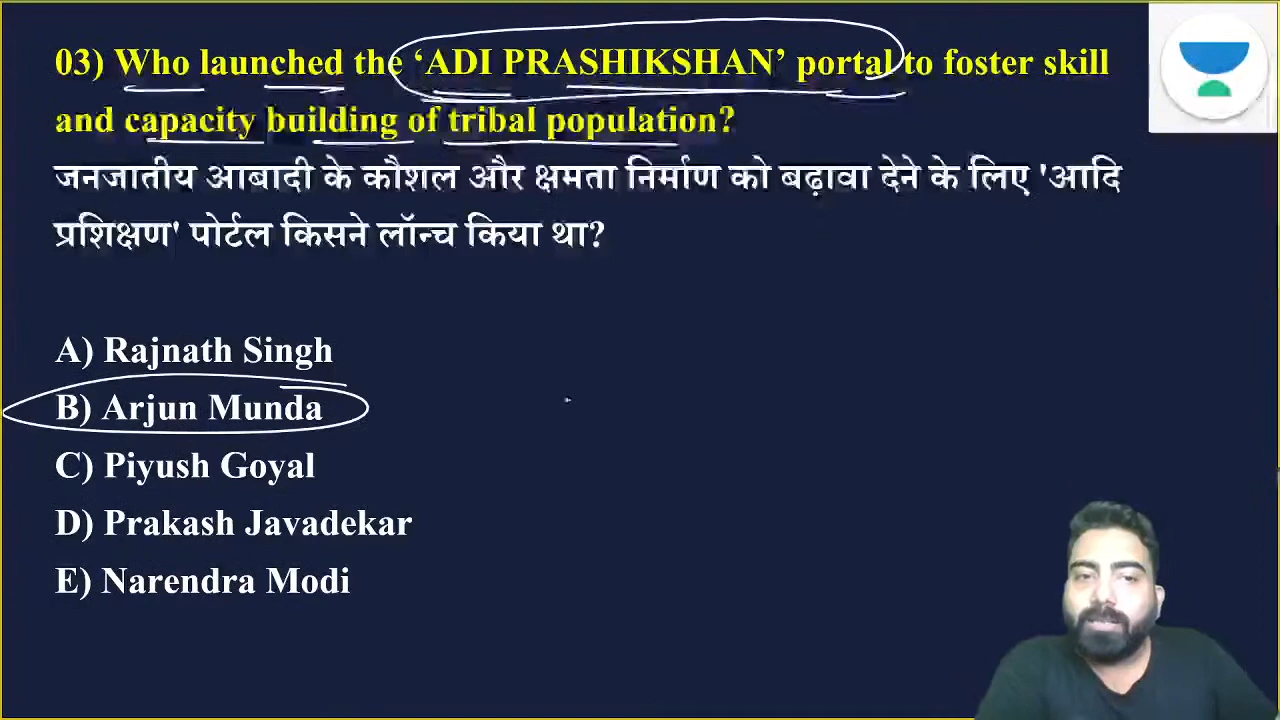 03) Who launched the ‘ADI PRASHIKSHAN’ portal to foster skill
and capacity building of tribal population?
जनजातीय आबादी के कौशल और क्षमता निर्माण को बढ़ावा देने के लिए 'आदि
प्रशिक्षण' पोर्टल किसने लॉन्च किया था?
A) Rajnath Singh
B) Arjun Munda
C) Piyush Goyal
D) Prakash Javadekar
E) Narendra Modi